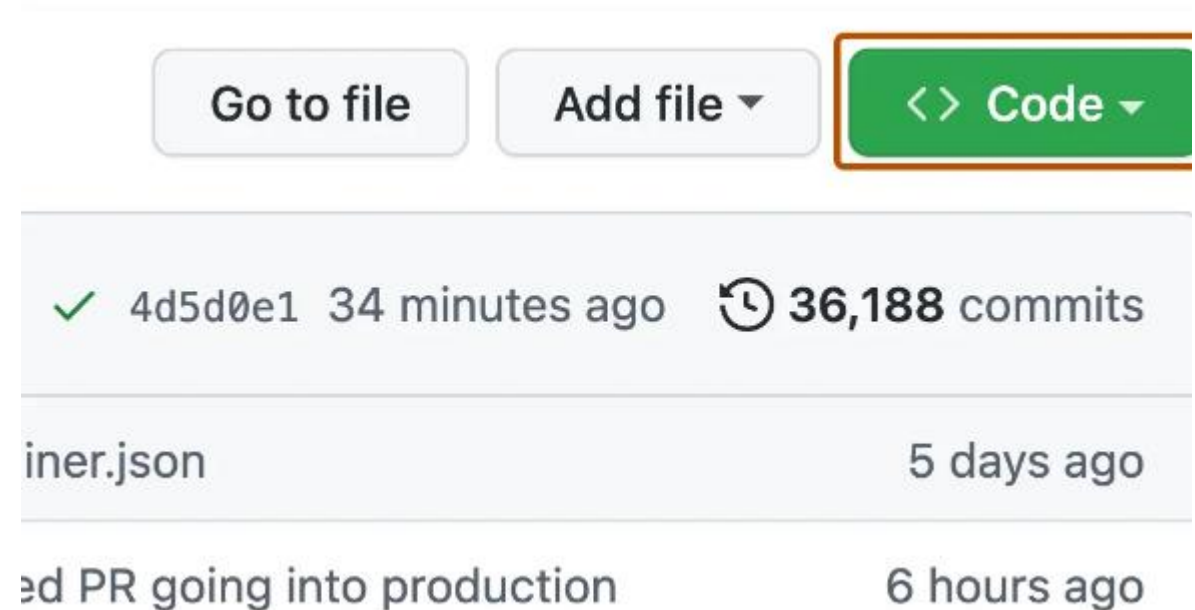 Go to file Add file <> Code
4d5d0e1 34 minutes ago 36,188 commits
iner.json 5 days ago
ed PR going into production 6 hours ago